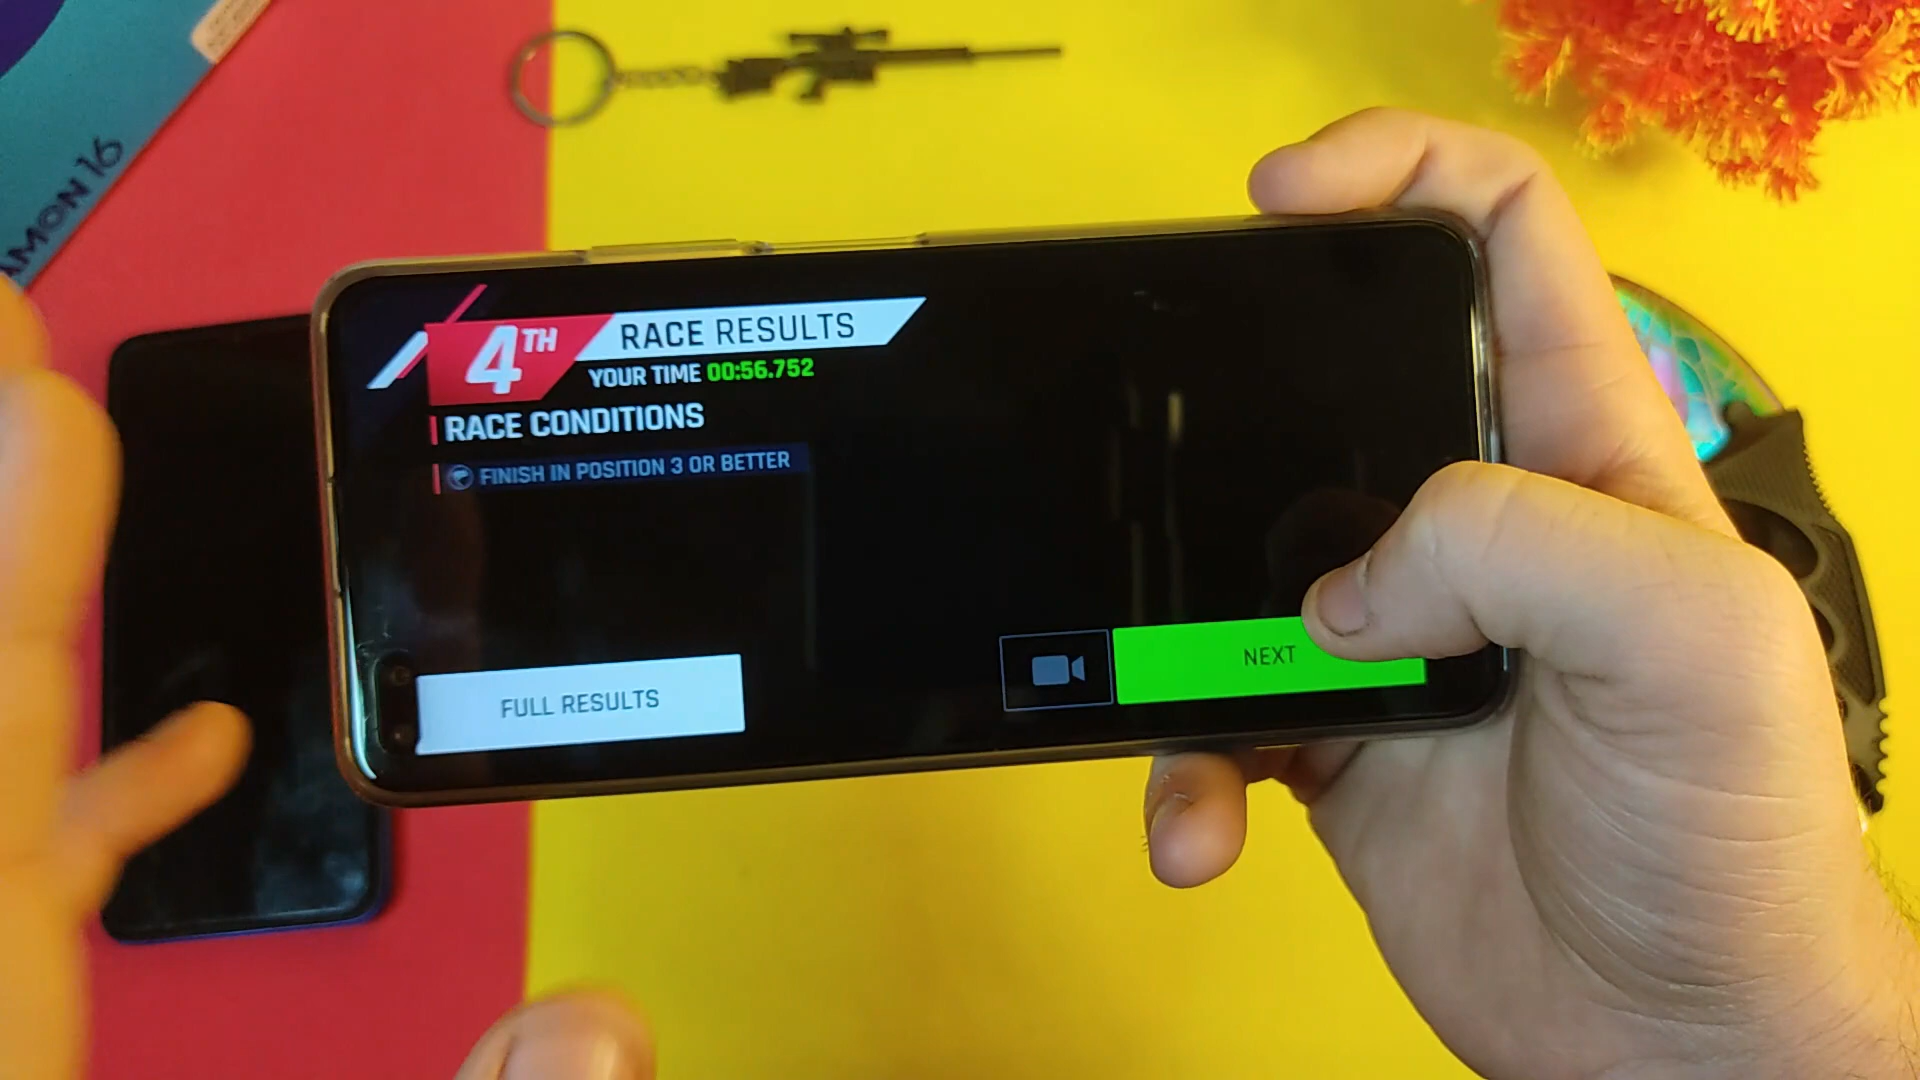 AMON 16
4TH
RACE RESULTS
YOUR TIME 00:56.752
RACE CONDITIONS
FINISH IN POSITION 3 OR BETTER
FULL RESULTS
NEXT